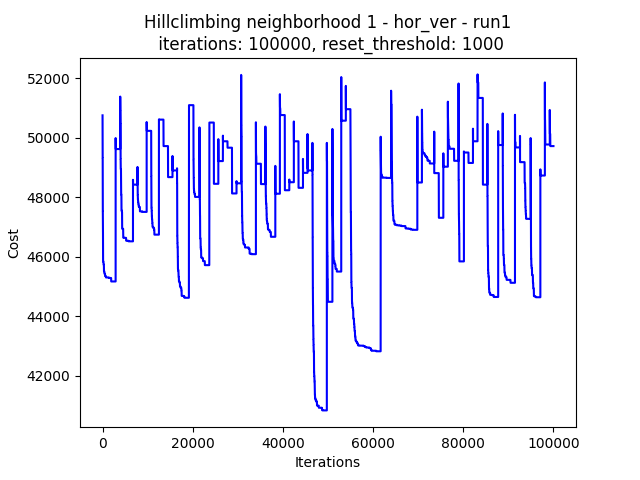 Hillclimbing neighborhood 1 - hor_ver - run1
iterations: 100000, reset_threshold: 1000
52000
50000
48000
46000
44000
42000
Cost
0 20000 40000 60000 80000 100000
Iterations